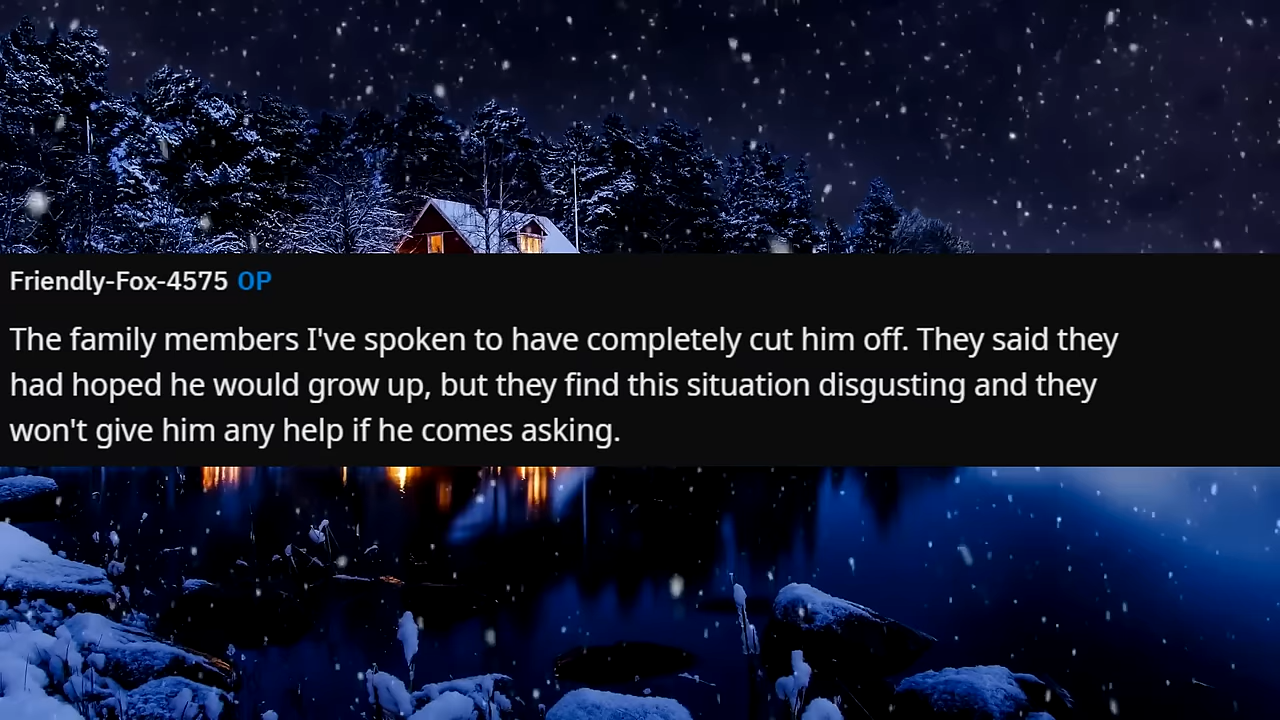 Friendly-Fox-4575 OP
The family members I've spoken to have completely cut him off. They said they
had hoped he would grow up, but they find this situation disgusting and they
won't give him any help if he comes asking.